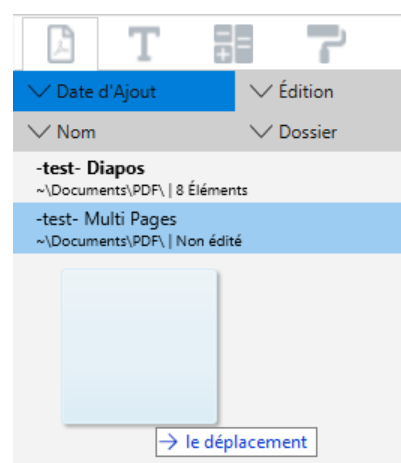 T
Date d'Ajout
Édition
Nom
Dossier
-test- Diapos
~\Documents\PDF\ | 8 Éléments
-test- Multi Pages
~\Documents\PDF\ | Non édité
→ le déplacement